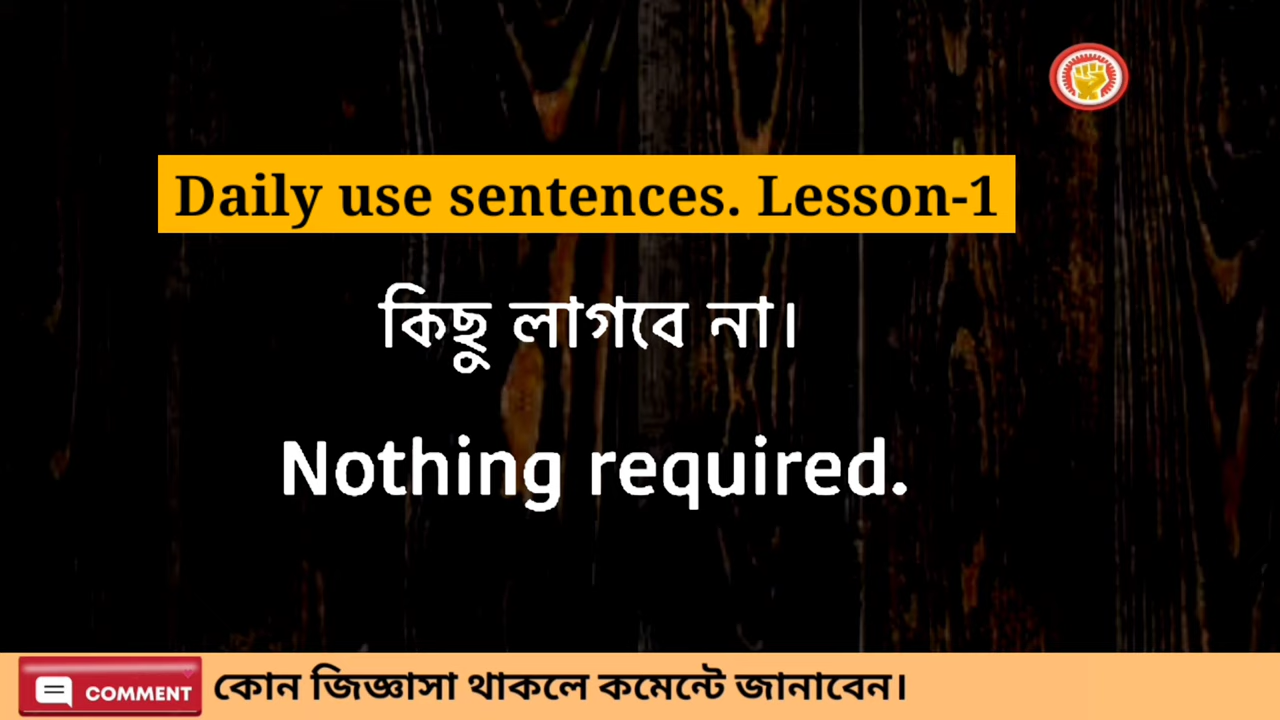 Daily use sentences. Lesson-1
কিছু লাগবে না।
Nothing required.
COMMENT কোন জিজ্ঞাসা থাকলে কমেন্টে জানাবেন।